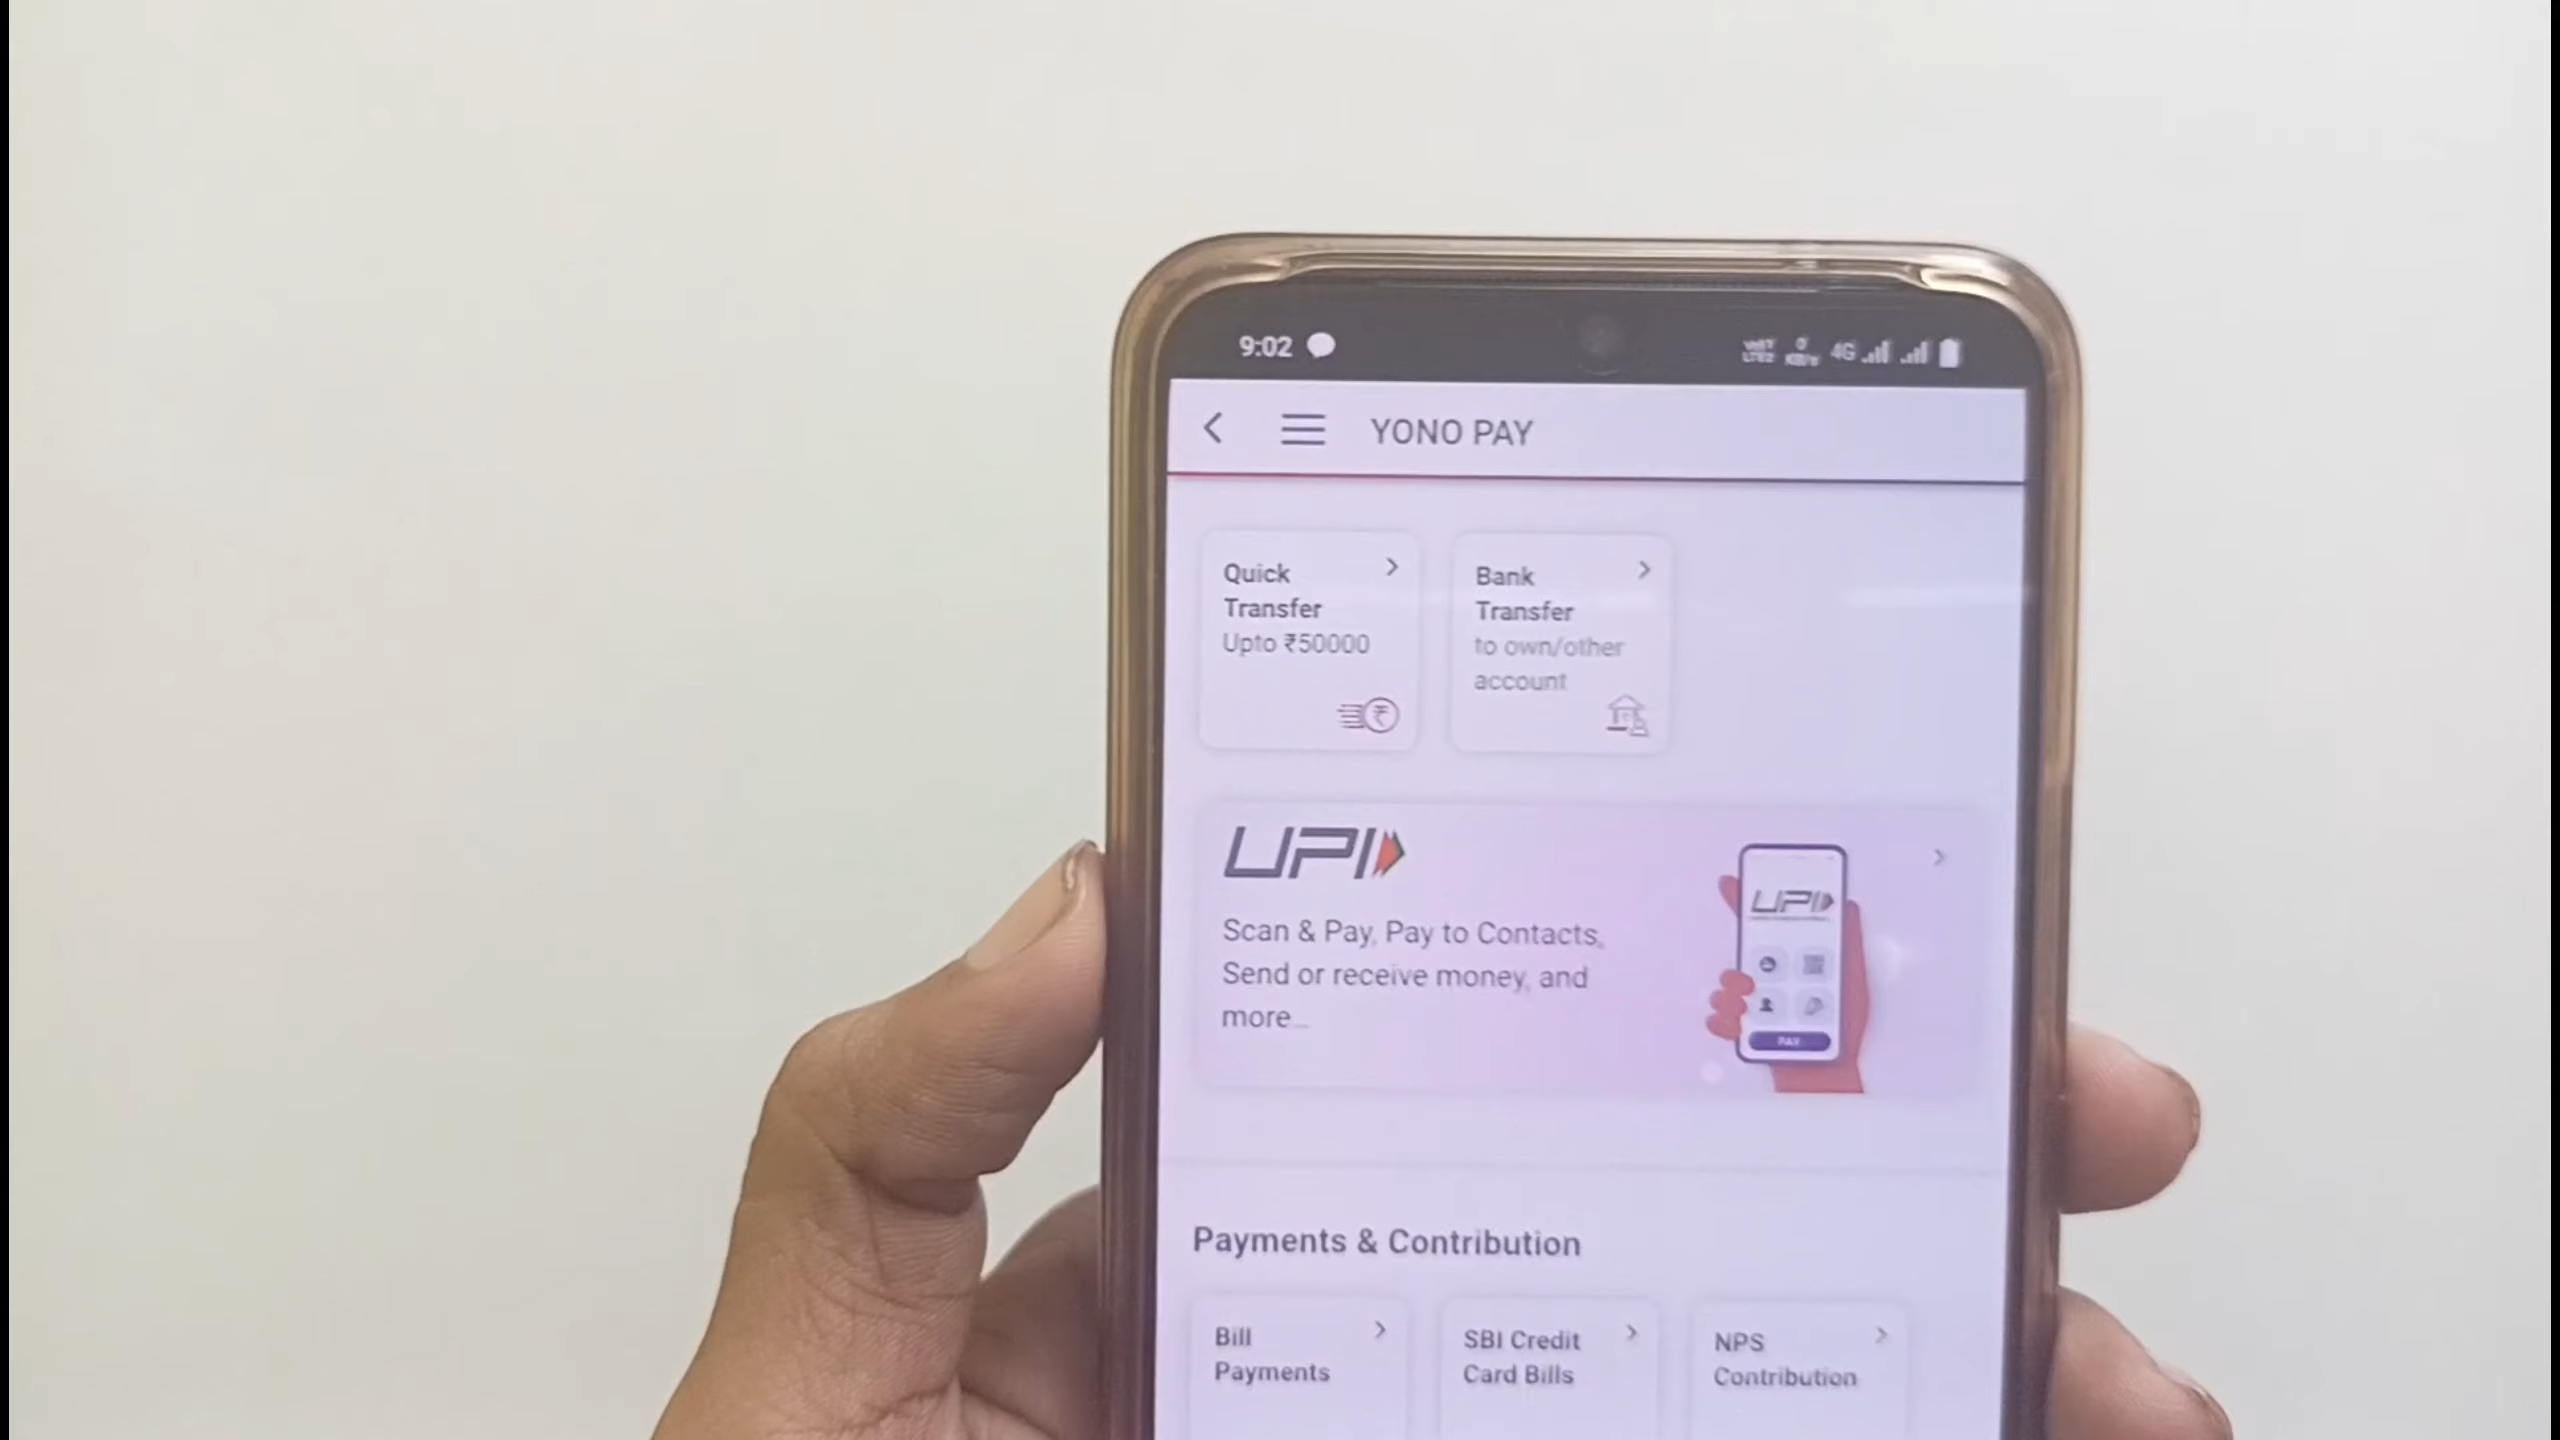 9:02
4G
YONO PAY
Quick
Transfer
Upto ₹50000
Bank
Transfer
to own/other
account
UPI
Scan & Pay, Pay to Contacts,
Send or receive money, and
more...
UPI
PAY
Payments & Contribution
Bill
Payments
SBI Credit
Card Bills
NPS
Contribution